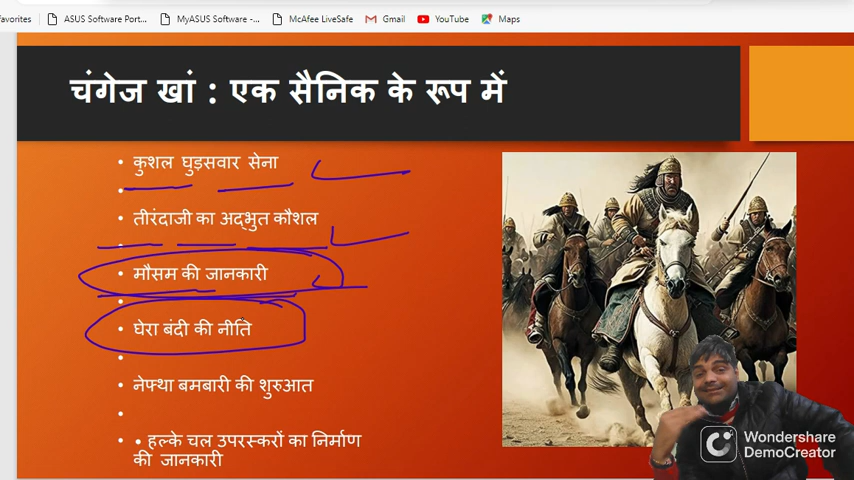 avorites
ASUS Software Port...
MyASUS Software -...
McAfee LiveSafe
Gmail
YouTube
Maps
चंगेज खां : एक सैनिक के रूप में
• कुशल घुड़सवार सेना
•
• तीरंदाजी का अद्भुत कौशल
•
• मौसम की जानकारी
•
• घेरा बंदी की नीति
•
• नेफ्था बमबारी की शुरुआत
•
• • हल्के चल उपरस्करों का निर्माण
की जानकारी
Wondershare
DemoCreator